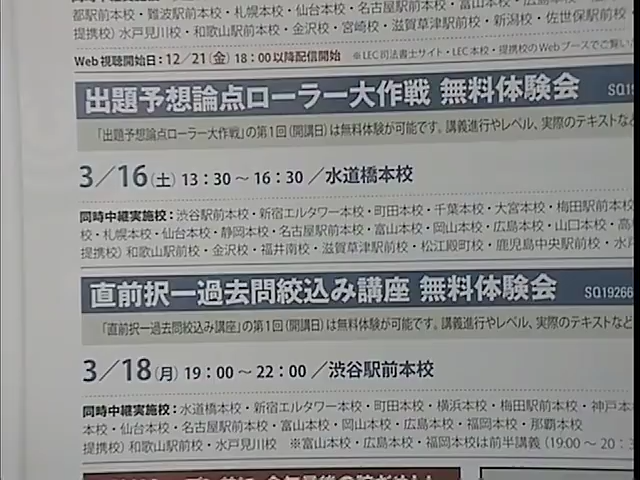 都駅前本校・難波駅前本校・札幌本校・仙台本校・名古屋駅前本校・富山本校・広島本
提携校）水戸見川校・和歌山駅前校・金沢校・宮崎校・滋賀草津駅前校・新潟校・佐世保駅前校
Web視聴開始日：12／21（金）18：00以降配信開始 ※LEC司法書士サイト・LEC本校・提携校のWebブースでご覧い
出題予想論点ローラー大作戦 無料体験会 SQ19
「出題予想論点ローラー大作戦」の第1回（開講日）は無料体験が可能です。講義進行やレベル、実際のテキストな
3／16（土）13：30～16：30／水道橋本校
同時中継実施校：渋谷駅前本校・新宿エルタワー本校・町田本校・千葉本校・大宮本校・梅田駅前本校
校・札幌本校・仙台本校・静岡本校・名古屋駅前本校・富山本校・岡山本校・広島本校・山口本校・高
提携校）和歌山駅前校・金沢校・福井南校・滋賀草津駅前校・松江殿町校・鹿児島中央駅前校・水
直前択一過去問絞込み講座 無料体験会 SQ19266
「直前択一過去問絞込み講座」の第1回（開講日）は無料体験が可能です。講義進行やレベル、実際のテキストなど
3／18（月）19：00～22：00／渋谷駅前本校
同時中継実施校：水道橋本校・新宿エルタワー本校・町田本校・横浜本校・梅田駅前本校・神戸本
本校・仙台本校・名古屋駅前本校・富山本校・岡山本校・広島本校・福岡本校・那覇本校
提携校）和歌山駅前校・水戸見川校 ※富山本校・広島本校・福岡本校は前半講義（19:00～20：3